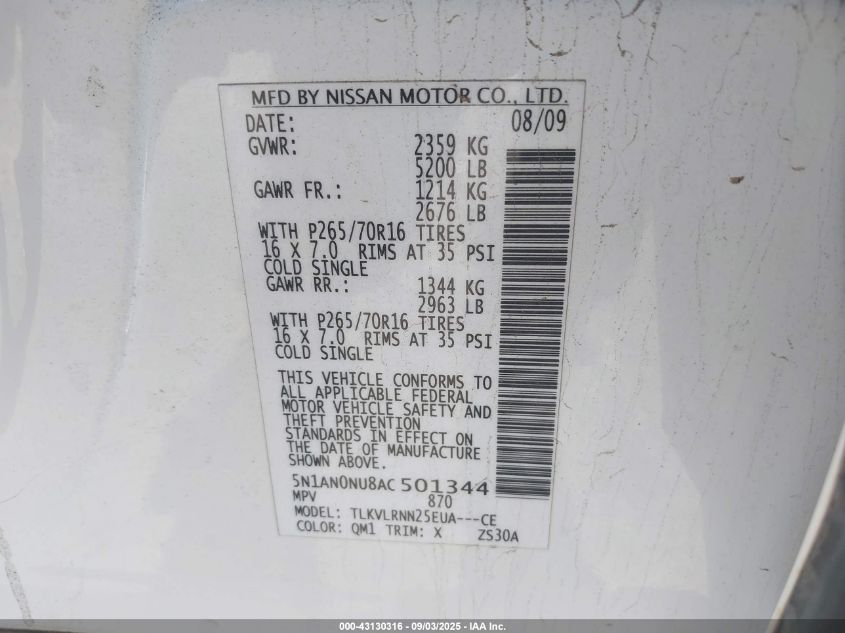 MFD BY NISSAN MOTOR CO., LTD.
DATE: 08/09
GVWR: 2359 KG
5200 LB
GAWR FR.: 1214 KG
2676 LB
WITH P265/70R16 TIRES
16 X 7.0 RIMS AT 35 PSI
COLD SINGLE
GAWR RR.: 1344 KG
2963 LB
WITH P265/70R16 TIRES
16 X 7.0 RIMS AT 35 PSI
COLD SINGLE
THIS VEHICLE CONFORMS TO
ALL APPLICABLE FEDERAL
MOTOR VEHICLE SAFETY AND
THEFT PREVENTION
STANDARDS IN EFFECT ON
THE DATE OF MANUFACTURE
SHOWN ABOVE.
5N1AN0NU8AC 501344
MPV 870
MODEL: TLKVLRNN25EUA---CE
COLOR: QM1 TRIM: X ZS30A
000-43130316 - 09/03/2025 - IAA Inc.